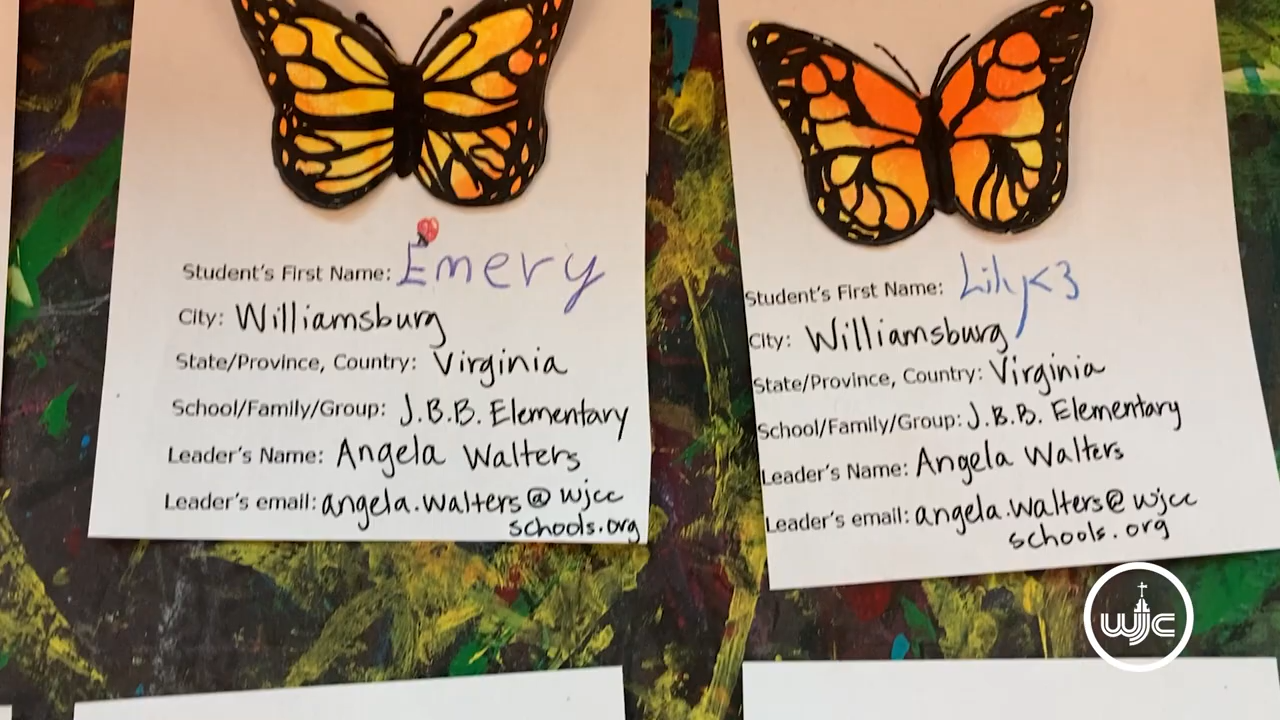 Student's First Name: Emery
City: Williamsburg
State/Province, Country: Virginia
School/Family/Group: J.B.B. Elementary
Leader's Name: Angela Walters
Leader's email: angela.walters@wjcc
schools.org
Student's First Name: Lily<3
City: Williamsburg
State/Province, Country: Virginia
School/Family/Group: J.B.B. Elementary
Leader's Name: Angela Walters
Leader's email: angela.walters@wjcc
schools.org
wjc